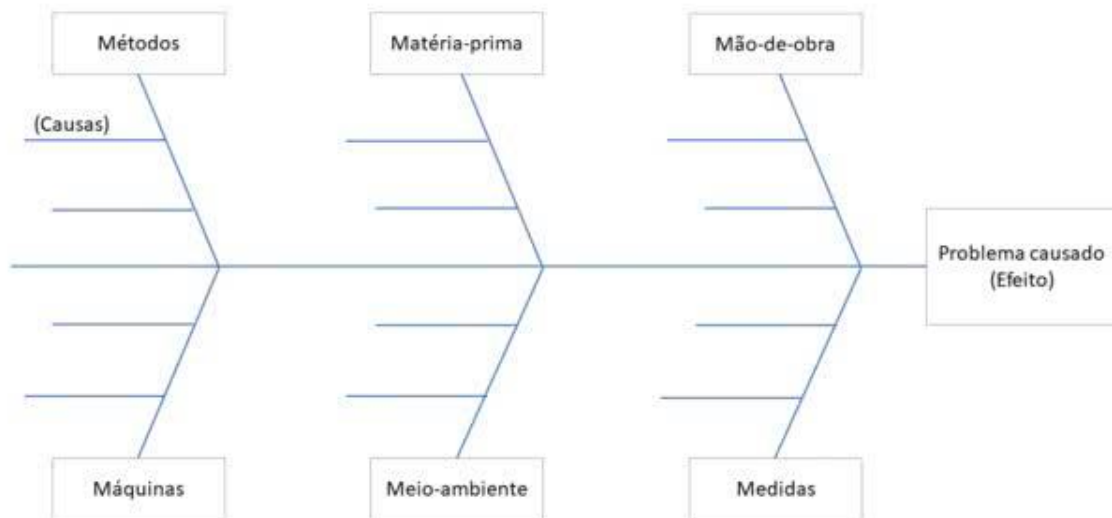 Métodos
Matéria-prima
Mão-de-obra
(Causas)
Problema causado
(Efeito)
Máquinas
Meio-ambiente
Medidas